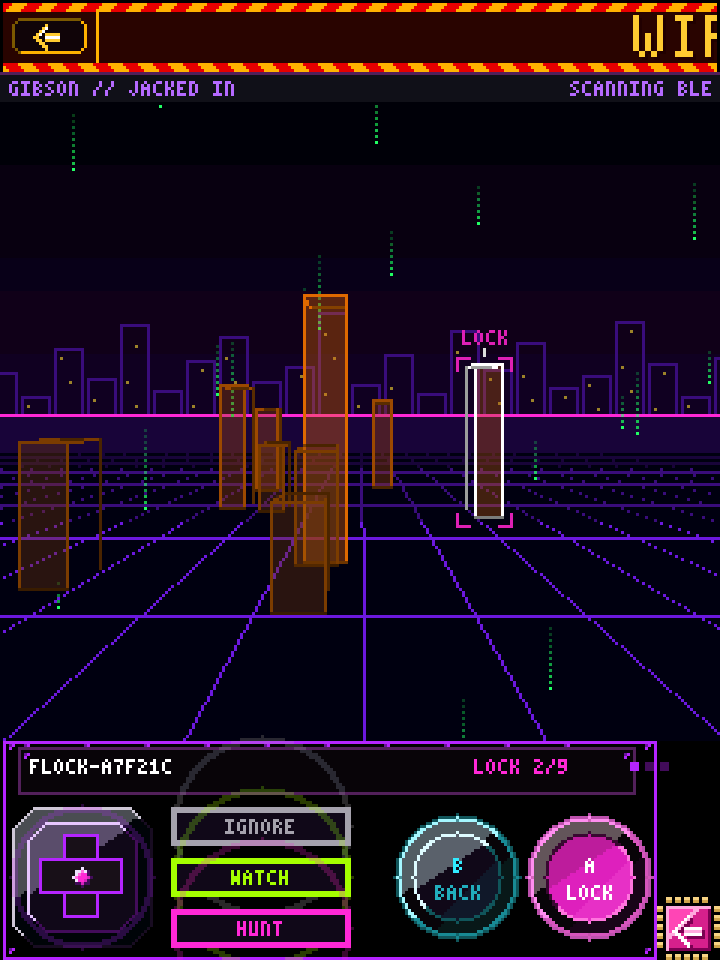 WIF
GIBSON // JACKED IN
SCANNING BLE
LOCK
FLOCK-A7F21C
LOCK 2/9
IGNORE
WATCH
HUNT
B
BACK
A
LOCK